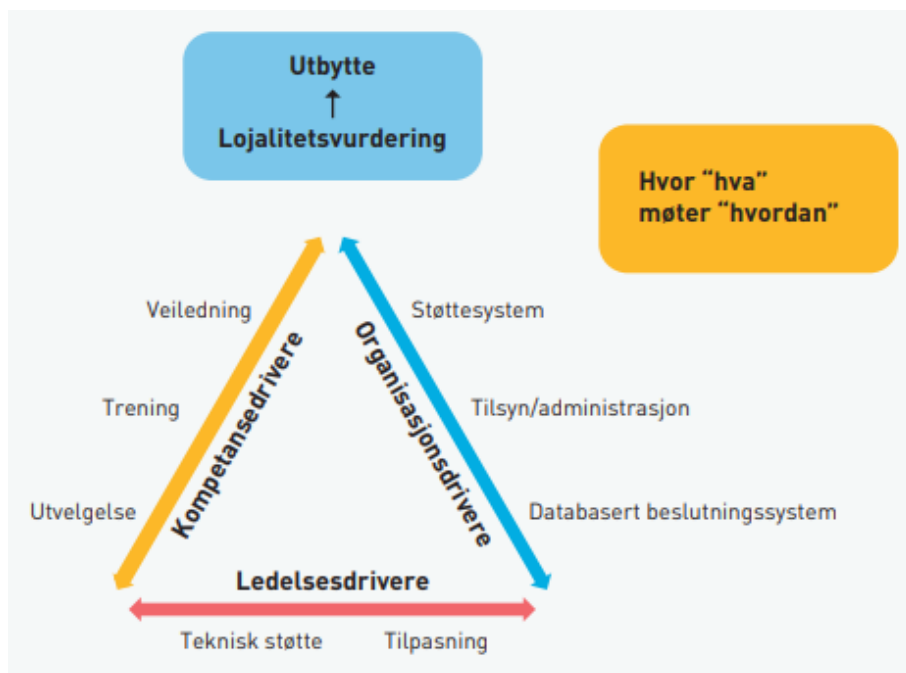 Utbytte
↑
Lojalitetsvurdering
Hvor “hva”
møter “hvordan”
Veiledning
Støttesystem
Trening
Kompetansedrivere
Organisasjonsdrivere
Tilsyn/administrasjon
Utvelgelse
Databasert beslutningssystem
Ledelsesdrivere
Teknisk støtte
Tilpasning